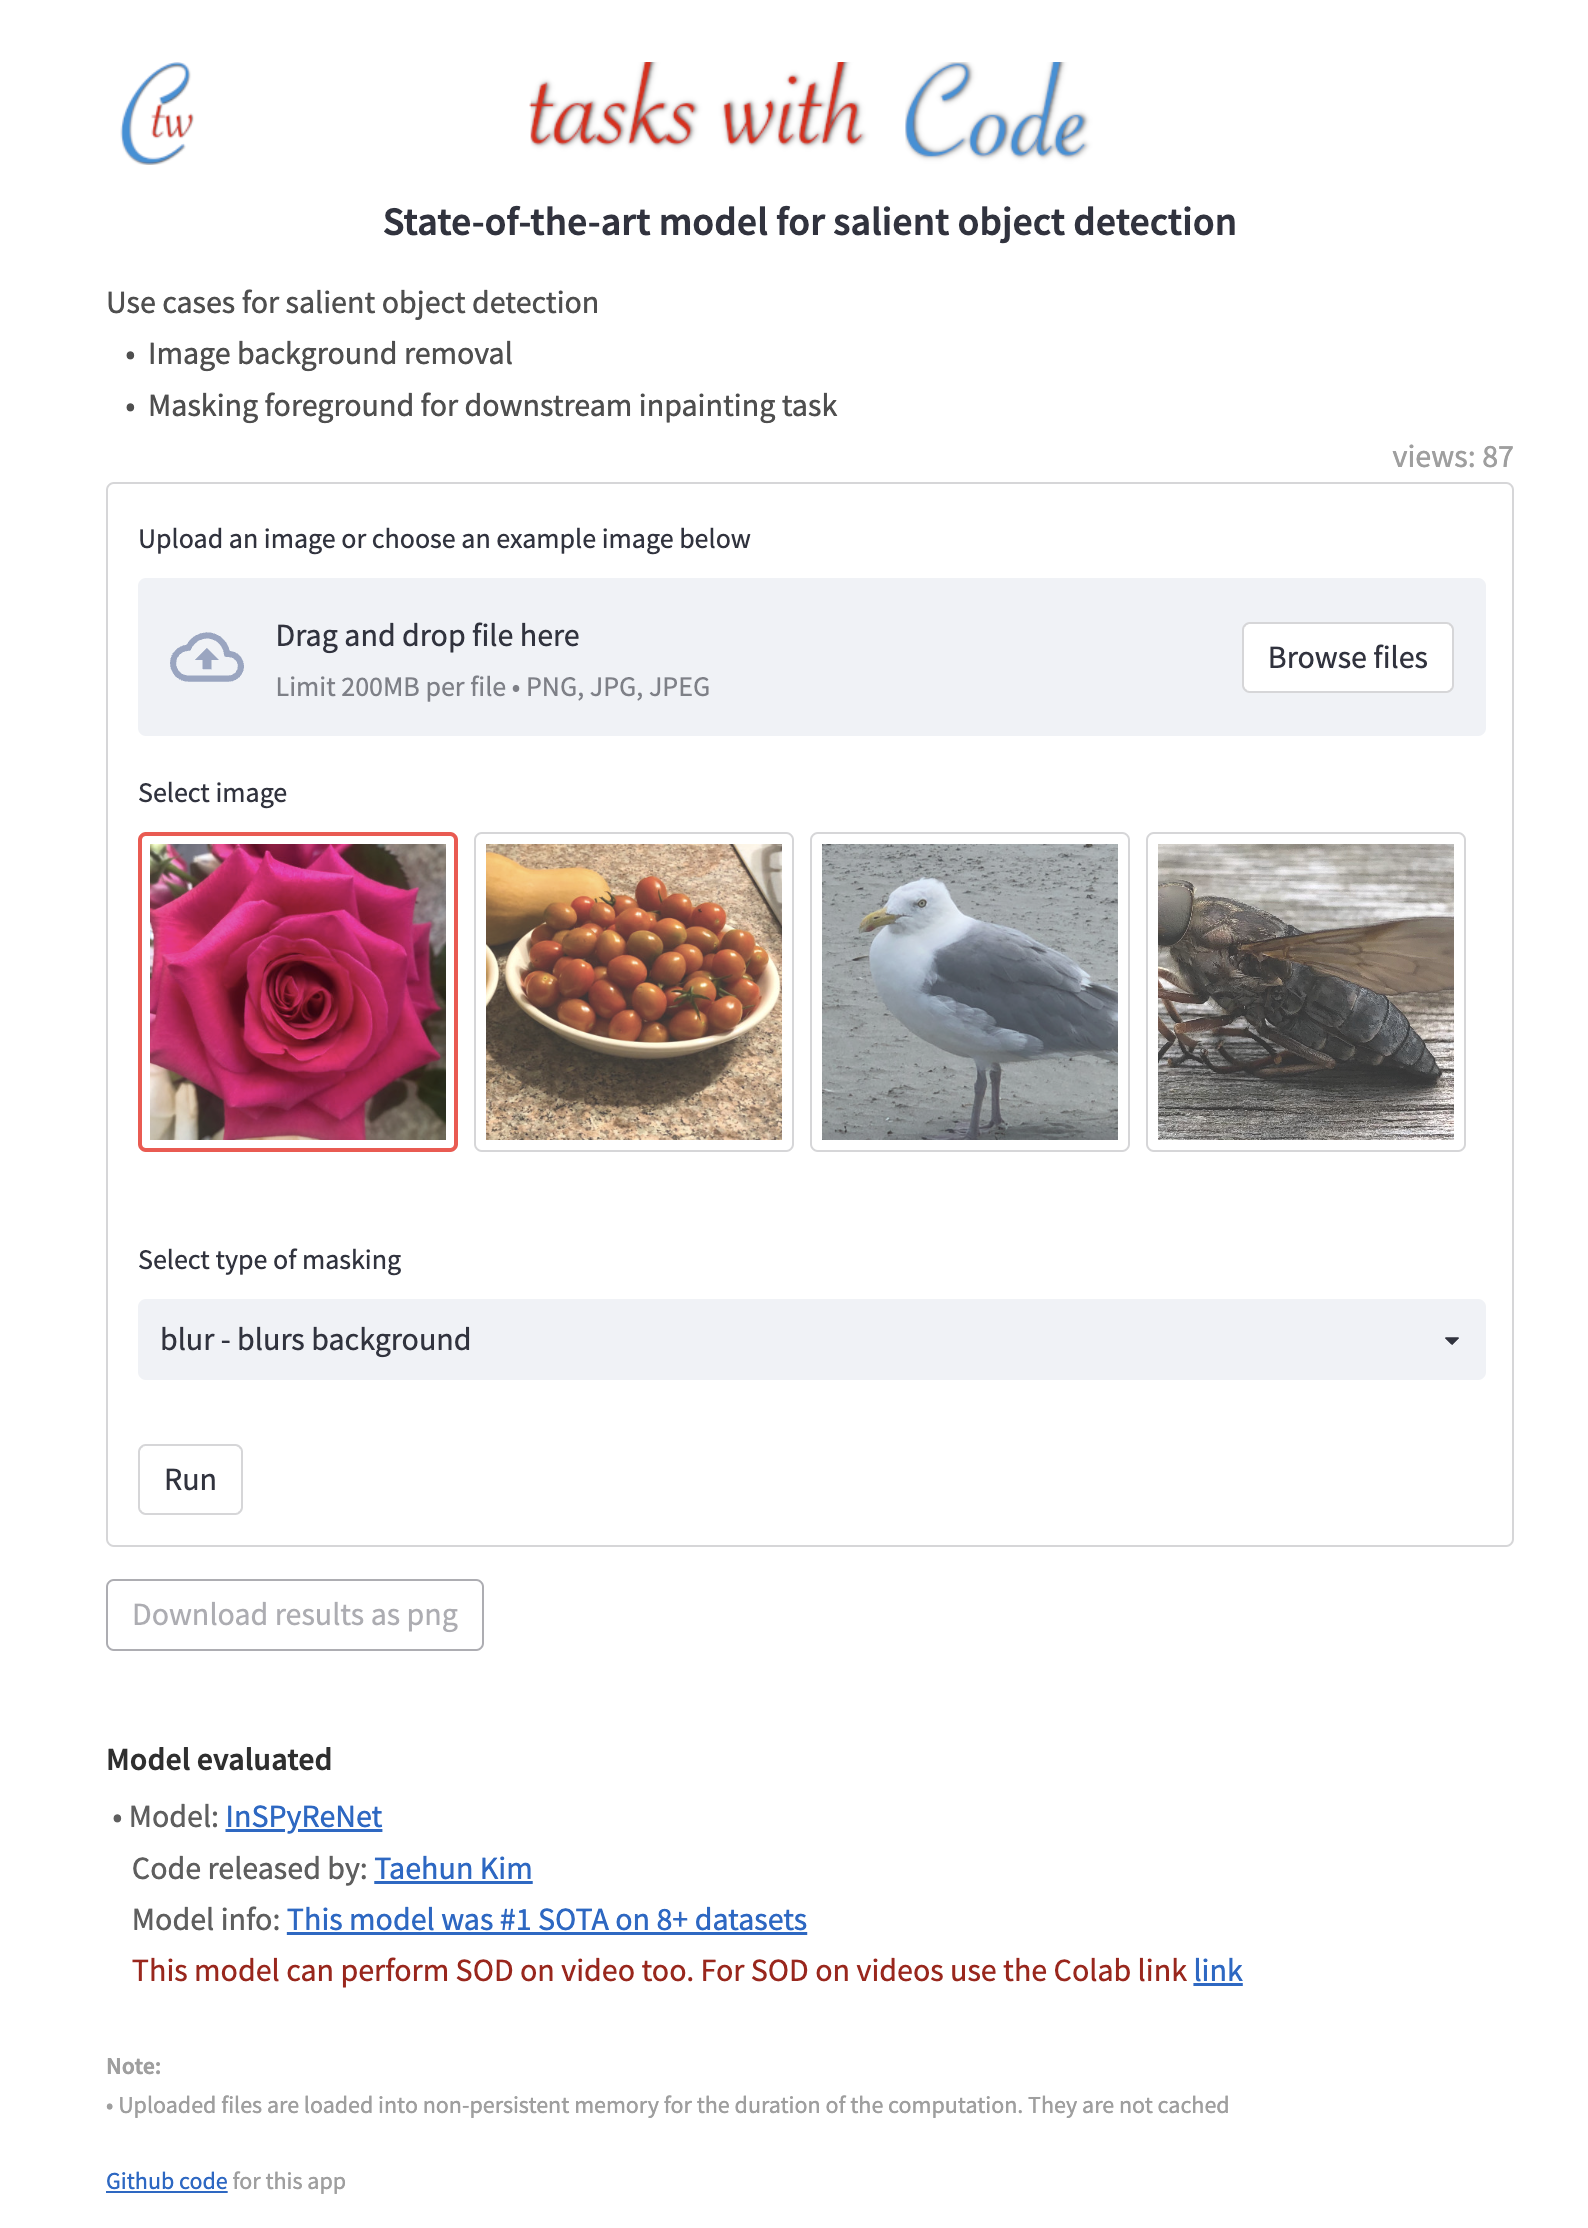 Ctw
tasks with Code
State-of-the-art model for salient object detection
Use cases for salient object detection
• Image background removal
• Masking foreground for downstream inpainting task
views: 87
Upload an image or choose an example image below
Drag and drop file here
Limit 200MB per file • PNG, JPG, JPEG
Browse files
Select image
Select type of masking
blur - blurs background
Run
Download results as png
Model evaluated
• Model: InSPyReNet
Code released by: Taehun Kim
Model info: This model was #1 SOTA on 8+ datasets
This model can perform SOD on video too. For SOD on videos use the Colab link link
Note:
• Uploaded files are loaded into non-persistent memory for the duration of the computation. They are not cached
Github code for this app